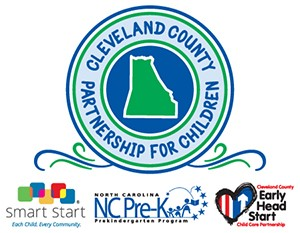 CLEVELAND COUNTY
PARTNERSHIP FOR CHILDREN
smart start
Each Child. Every Community.
NORTH CAROLINA
NC Pre-K
Prekindergarten Program
Cleveland County
Early
Head
Start
Child Care Partnership